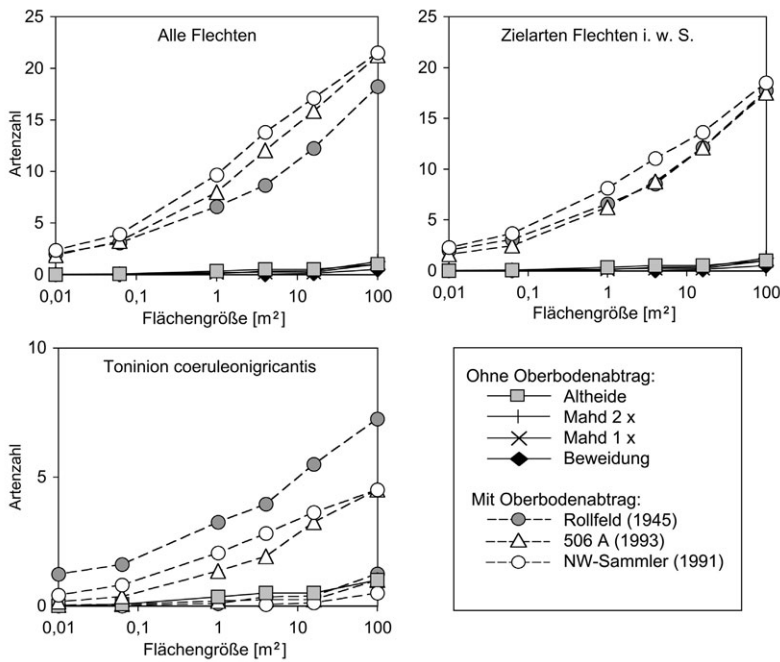 Alle Flechten
Artenzahl
25
20
15
10
5
0
0,01 0,1 1 10 100
Flächengröße [m²]
Zielarten Flechten i. w. S.
25
20
15
10
5
0
0,01 0,1 1 10 100
Flächengröße [m²]
Toninion coeruleonigricantis
Artenzahl
10
5
0
0,01 0,1 1 10 100
Flächengröße [m²]
Ohne Oberbodenabtrag:
Altheide
Mahd 2 x
Mahd 1 x
Beweidung
Mit Oberbodenabtrag:
Rollfeld (1945)
506 A (1993)
NW-Sammler (1991)